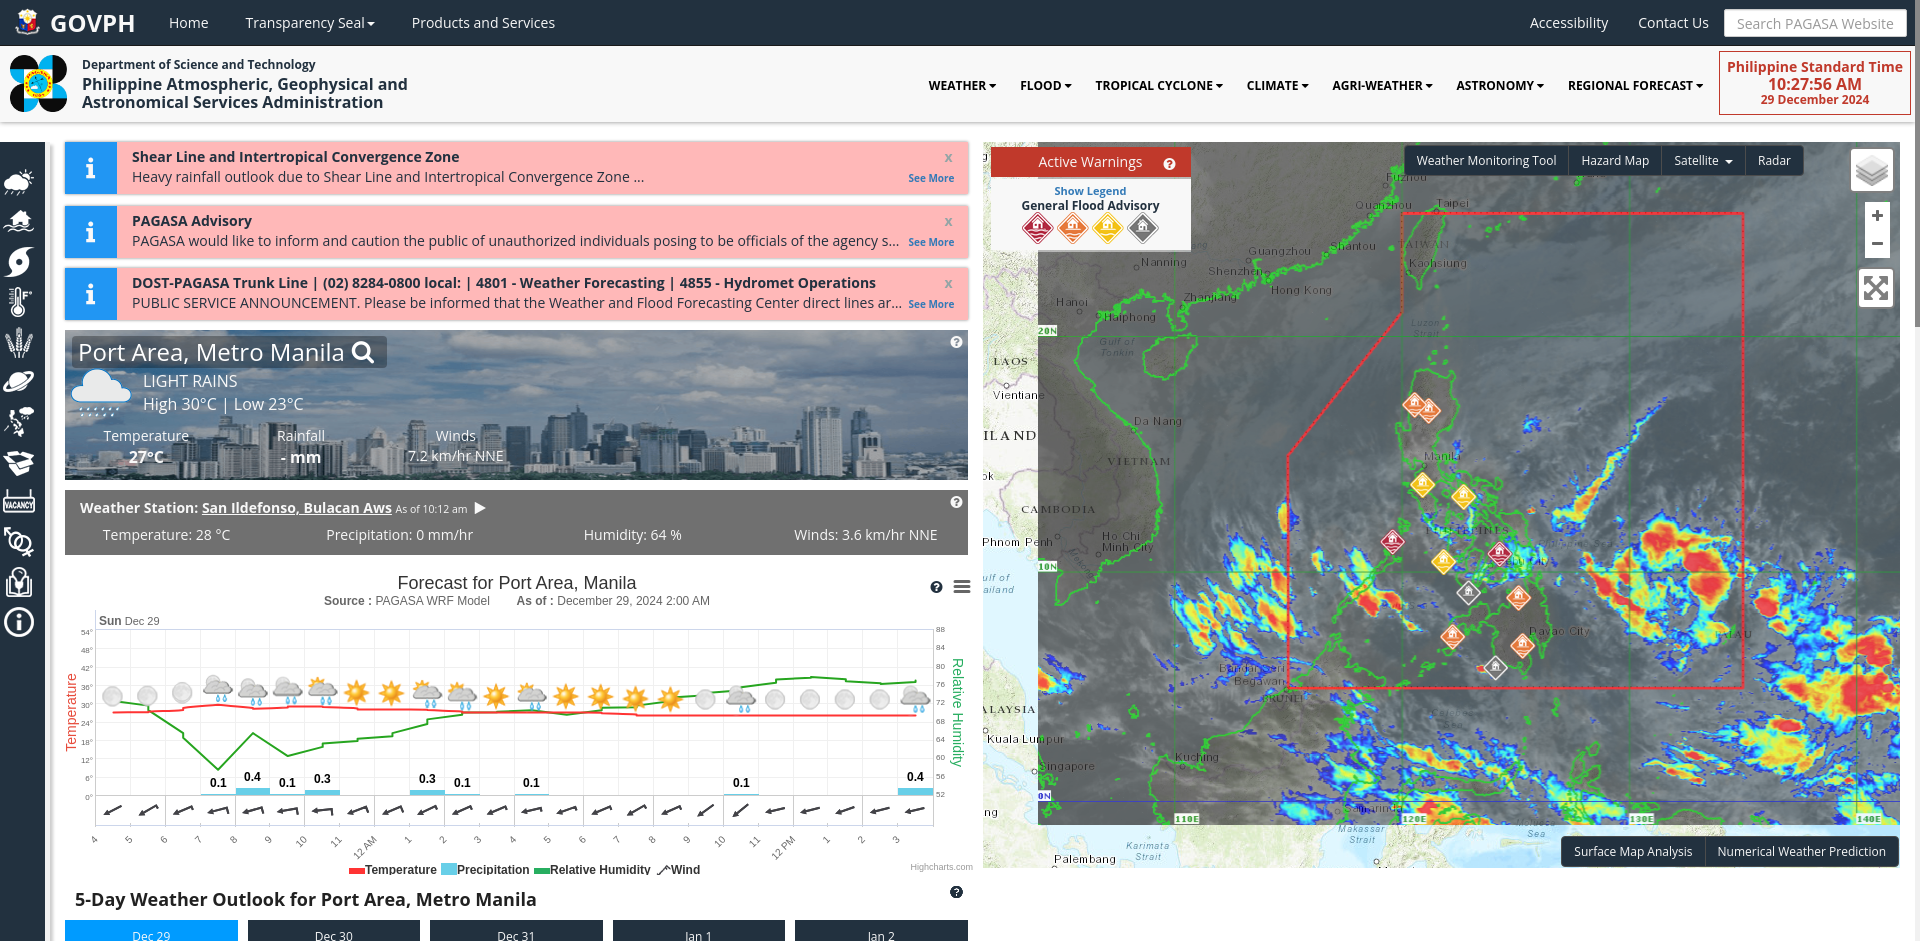 GOVPH
Home
Transparency Seal
Products and Services
Accessibility
Contact Us
Search PAGASA Website
Department of Science and Technology
Philippine Atmospheric, Geophysical and
Astronomical Services Administration
WEATHER
FLOOD
TROPICAL CYCLONE
CLIMATE
AGRI-WEATHER
ASTRONOMY
REGIONAL FORECAST
Philippine Standard Time
10:27:56 AM
29 December 2024
VACANCY
Shear Line and Intertropical Convergence Zone
x
Heavy rainfall outlook due to Shear Line and Intertropical Convergence Zone ...
See More
PAGASA Advisory
x
PAGASA would like to inform and caution the public of unauthorized individuals posing to be officials of the agency s...
See More
DOST-PAGASA Trunk Line | (02) 8284-0800 local: | 4801 - Weather Forecasting | 4855 - Hydromet Operations
x
PUBLIC SERVICE ANNOUNCEMENT. Please be informed that the Weather and Flood Forecasting Center direct lines ar...
See More
Port Area, Metro Manila
LIGHT RAINS
High 30°C | Low 23°C
Temperature
Rainfall
Winds
27°C
- mm
7.2 km/hr NNE
Weather Station: San Ildefonso, Bulacan Aws As of 10:12 am
Temperature: 28 °C
Precipitation: 0 mm/hr
Humidity: 64 %
Winds: 3.6 km/hr NNE
Forecast for Port Area, Manila
Source : PAGASA WRF Model
As of : December 29, 2024 2:00 AM
Sun Dec 29
54°
48°
42°
36°
30°
24°
18°
12°
6°
0°
Temperature
88
84
80
76
72
68
64
60
56
52
Relative Humidity
0.1
0.4
0.1
0.3
0.3
0.1
0.1
0.1
0.4
4
5
6
7
8
9
10
11
12 AM
1
2
3
4
5
6
7
8
9
10
11
12 PM
1
2
3
Temperature
Precipitation
Relative Humidity
Wind
Highcharts.com
5-Day Weather Outlook for Port Area, Metro Manila
Dec 29
Dec 30
Dec 31
Jan 1
Jan 2
Active Warnings
Show Legend
General Flood Advisory
Weather Monitoring Tool
Hazard Map
Satellite
Radar
+
−
Fuzhou
Quanzhou
Taipei
TAIWAN
Kaohsiung
Guangzhou
Shantou
Nanning
Shenzhen
Hong Kong
Zhanjiang
Hanoi
Haiphong
Gulf of
Tonkin
Luzon
Strait
20N
LAOS
Vientiane
Da Nang
ILAND
VIETNAM
Manila
ok
CAMBODIA
Phnom Penh
Ho Chi
Minh City
10N
ulf of
ailand
Davao City
PALAU
Bandar Seri
Begawan
BRUNEI
ALAYSIA
Kuala Lumpur
Kuching
Singapore
0N
ng
110E
120E
130E
140E
Samarinda
Makassar
Strait
Karimata
Strait
Sea
Palembang
Surface Map Analysis
Numerical Weather Prediction